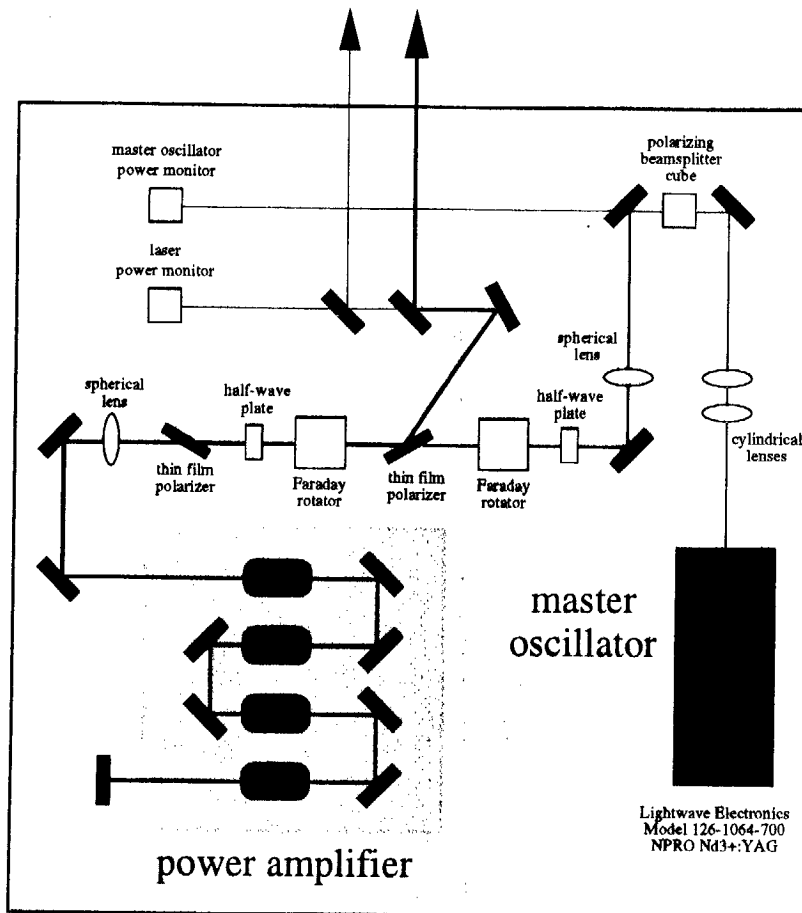 master oscillator
power monitor
polarizing
beamsplitter
cube
laser
power monitor
spherical
lens
spherical
lens
half-wave
plate
half-wave
plate
cylindrical
lenses
thin film
polarizer
Faraday
rotator
thin film
polarizer
Faraday
rotator
master
oscillator
Lightwave Electronics
Model 126-1064-700
NPRO Nd3+:YAG
power amplifier